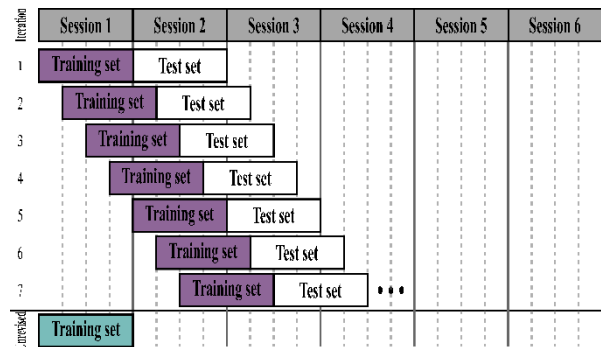 Iteration Session 1 Session 2 Session 3 Session 4 Session 5 Session 6
1 Training set Test set
2 Training set Test set
3 Training set Test set
4 Training set Test set
5 Training set Test set
6 Training set Test set
7 Training set Test set •••
Unrevised Training set